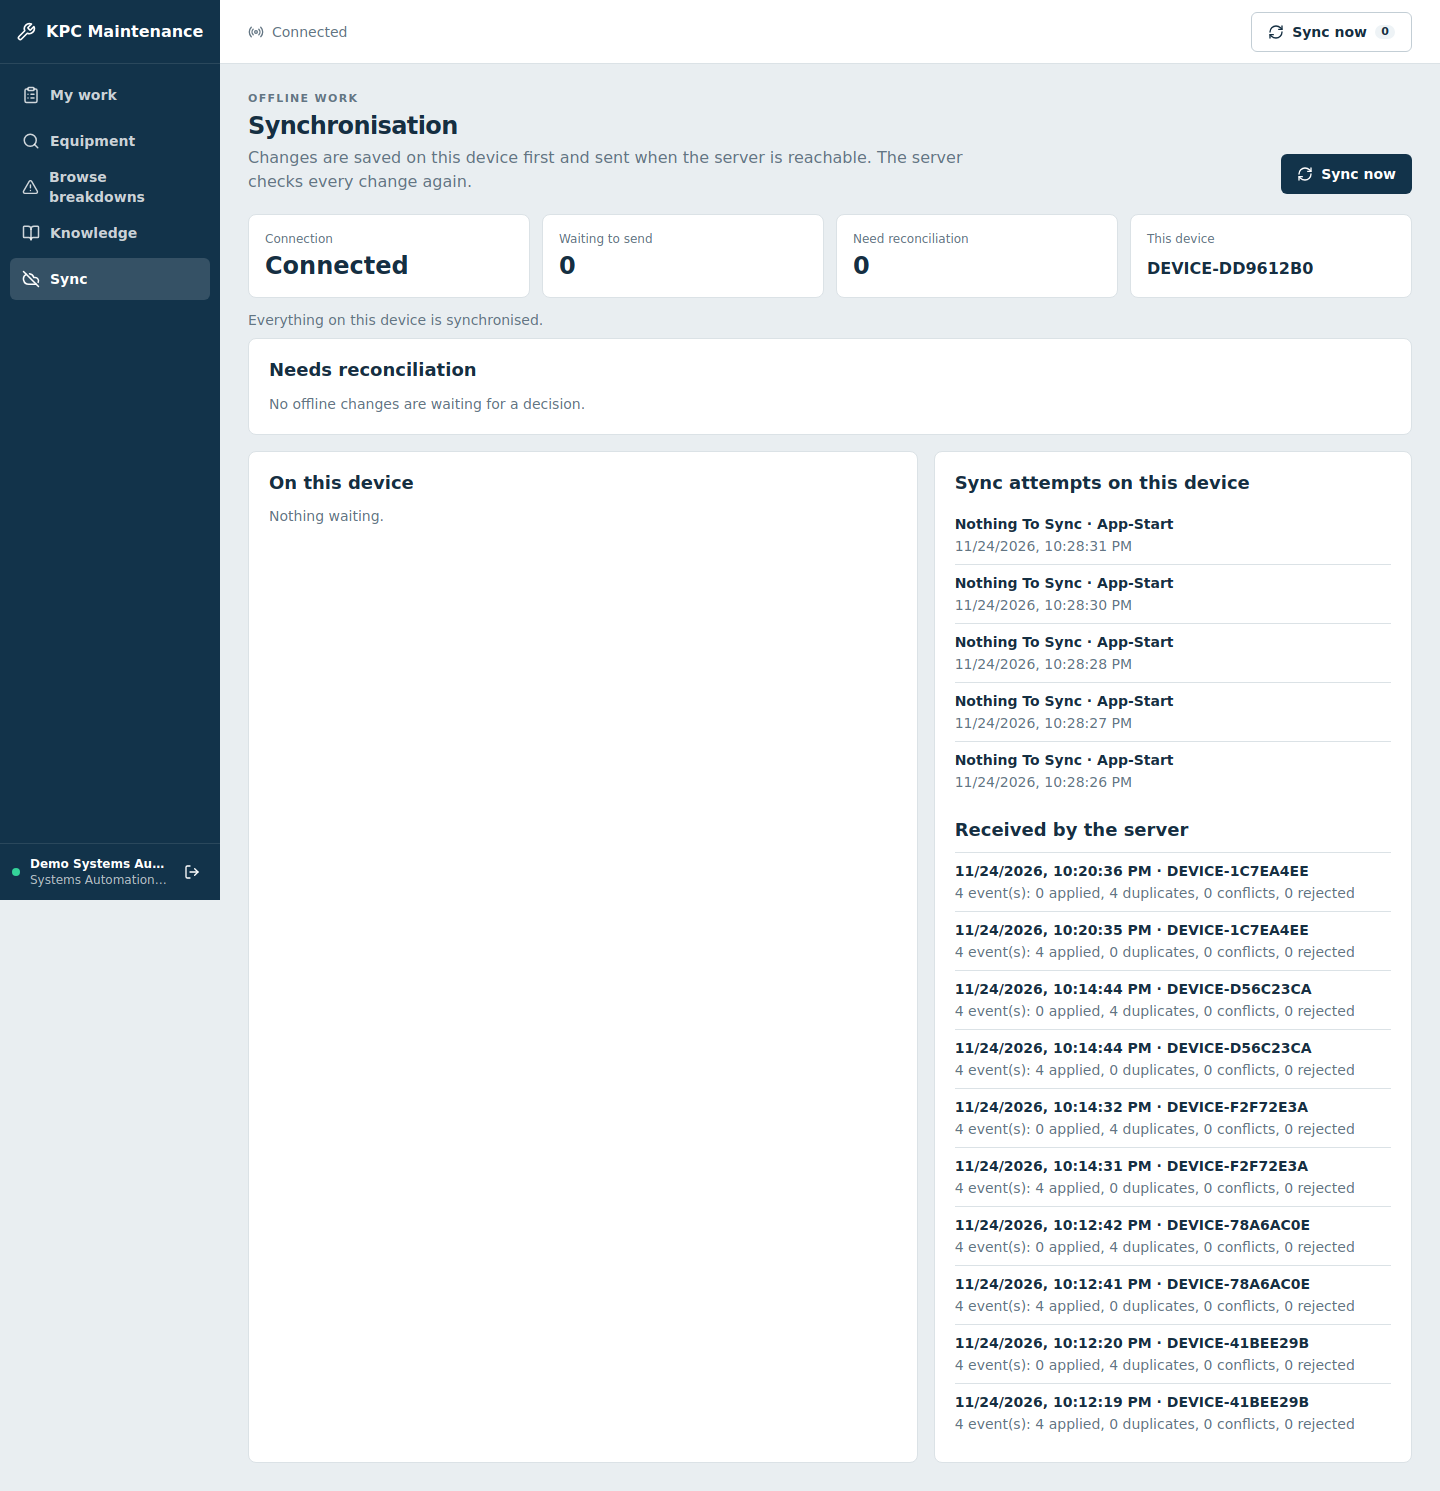 KPC Maintenance
My work
Equipment
Browse
breakdowns
Knowledge
Sync
Demo Systems Au...
Systems Automation...
Connected
Sync now 0
OFFLINE WORK
Synchronisation
Changes are saved on this device first and sent when the server is reachable. The server
checks every change again.
Sync now
Connection
Connected
Waiting to send
0
Need reconciliation
0
This device
DEVICE-DD9612B0
Everything on this device is synchronised.
Needs reconciliation
No offline changes are waiting for a decision.
On this device
Nothing waiting.
Sync attempts on this device
Nothing To Sync · App-Start
11/24/2026, 10:28:31 PM
Nothing To Sync · App-Start
11/24/2026, 10:28:30 PM
Nothing To Sync · App-Start
11/24/2026, 10:28:28 PM
Nothing To Sync · App-Start
11/24/2026, 10:28:27 PM
Nothing To Sync · App-Start
11/24/2026, 10:28:26 PM
Received by the server
11/24/2026, 10:20:36 PM · DEVICE-1C7EA4EE
4 event(s): 0 applied, 4 duplicates, 0 conflicts, 0 rejected
11/24/2026, 10:20:35 PM · DEVICE-1C7EA4EE
4 event(s): 4 applied, 0 duplicates, 0 conflicts, 0 rejected
11/24/2026, 10:14:44 PM · DEVICE-D56C23CA
4 event(s): 0 applied, 4 duplicates, 0 conflicts, 0 rejected
11/24/2026, 10:14:44 PM · DEVICE-D56C23CA
4 event(s): 4 applied, 0 duplicates, 0 conflicts, 0 rejected
11/24/2026, 10:14:32 PM · DEVICE-F2F72E3A
4 event(s): 0 applied, 4 duplicates, 0 conflicts, 0 rejected
11/24/2026, 10:14:31 PM · DEVICE-F2F72E3A
4 event(s): 4 applied, 0 duplicates, 0 conflicts, 0 rejected
11/24/2026, 10:12:42 PM · DEVICE-78A6AC0E
4 event(s): 0 applied, 4 duplicates, 0 conflicts, 0 rejected
11/24/2026, 10:12:41 PM · DEVICE-78A6AC0E
4 event(s): 4 applied, 0 duplicates, 0 conflicts, 0 rejected
11/24/2026, 10:12:20 PM · DEVICE-41BEE29B
4 event(s): 0 applied, 4 duplicates, 0 conflicts, 0 rejected
11/24/2026, 10:12:19 PM · DEVICE-41BEE29B
4 event(s): 4 applied, 0 duplicates, 0 conflicts, 0 rejected